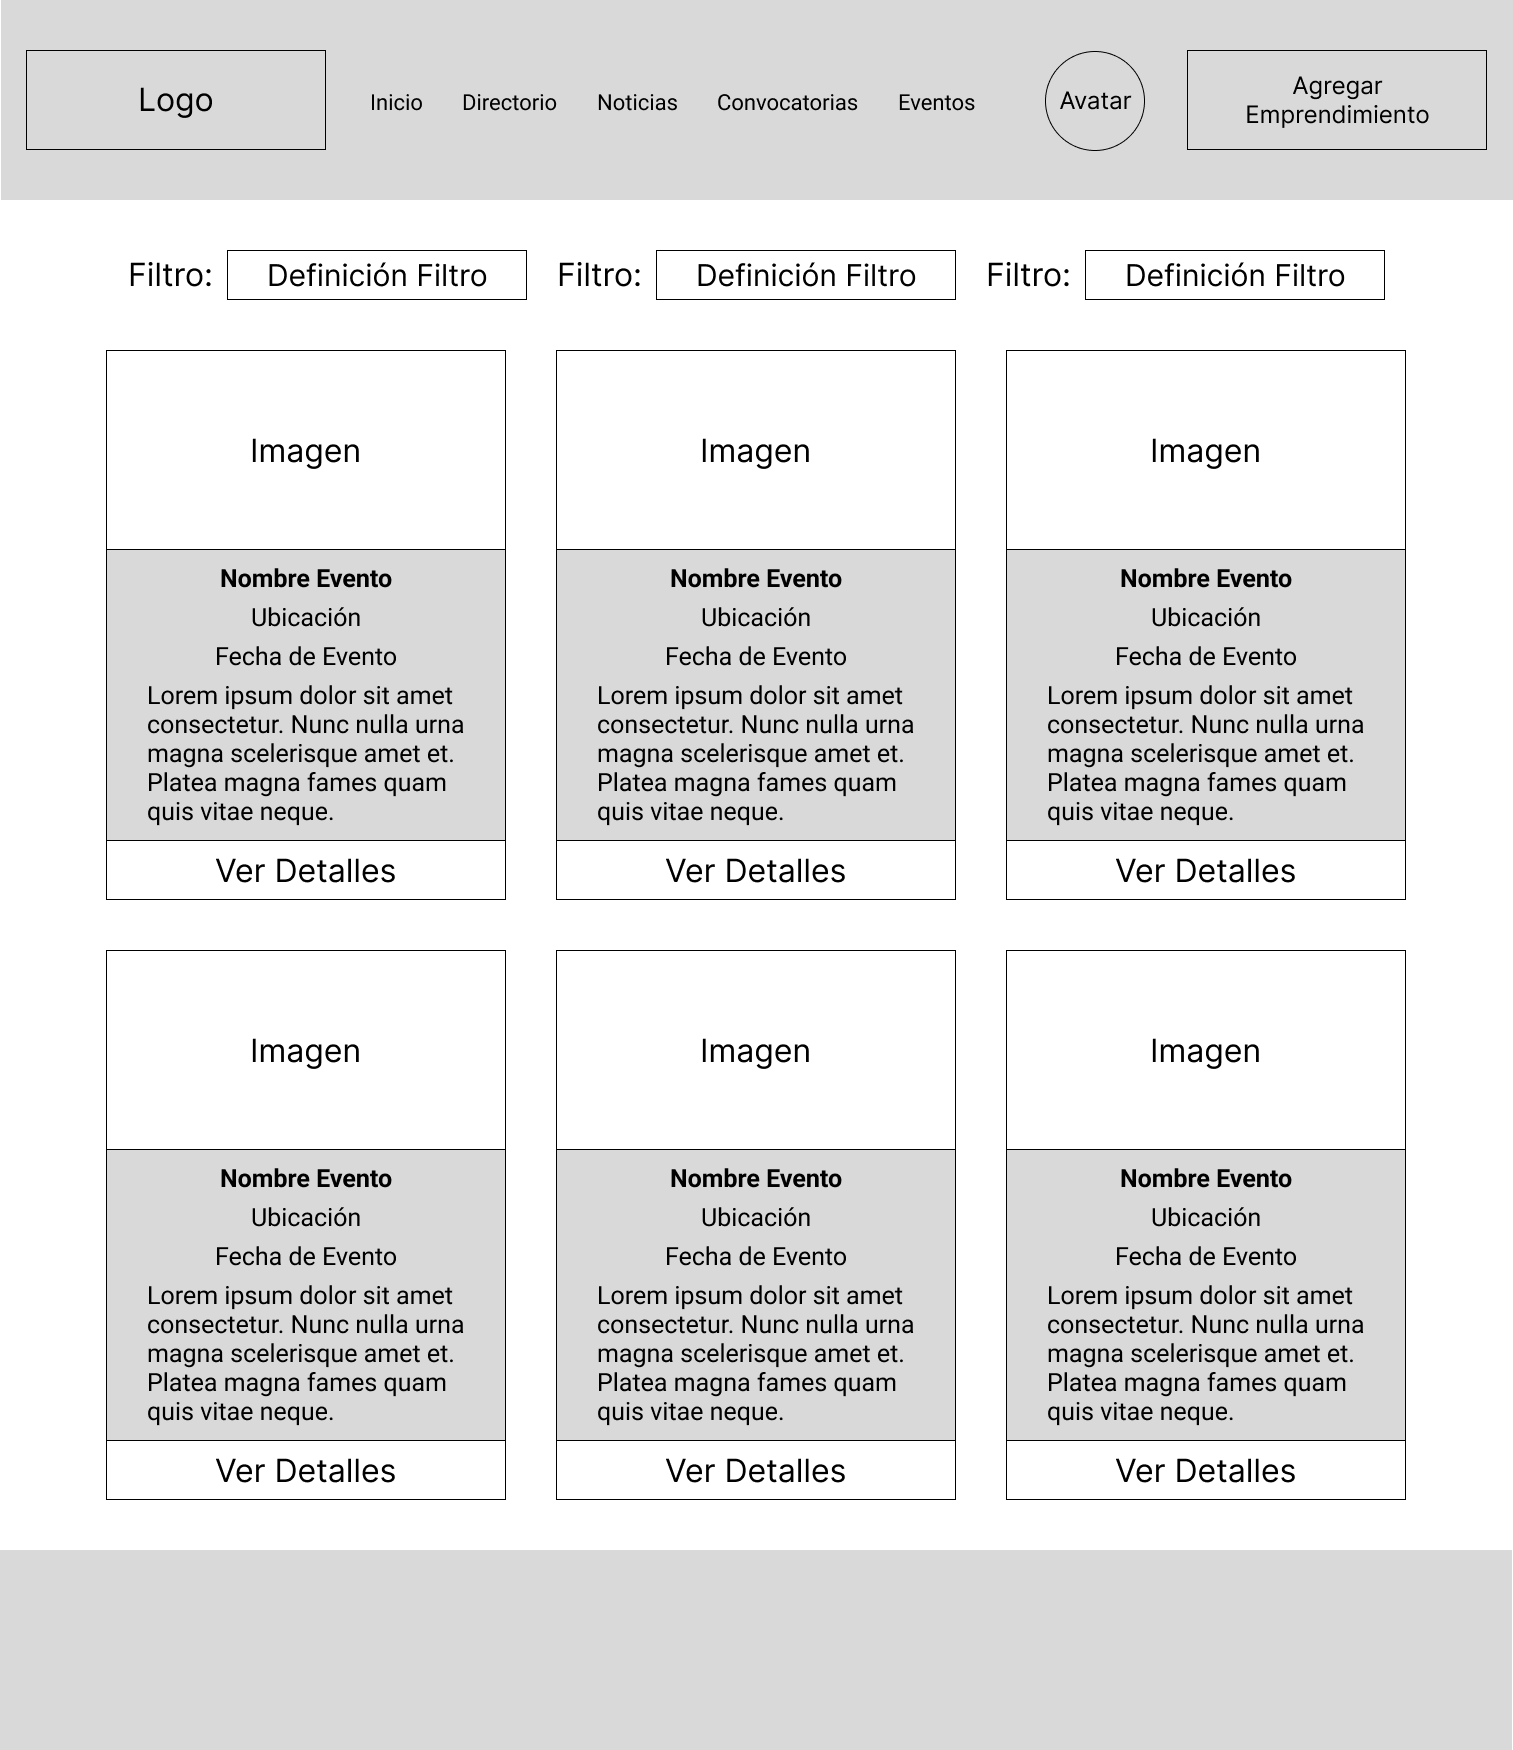 Logo
Inicio
Directorio
Noticias
Convocatorias
Eventos
Avatar
Agregar
Emprendimiento
Filtro:
Definición Filtro
Filtro:
Definición Filtro
Filtro:
Definición Filtro
Imagen
Nombre Evento
Ubicación
Fecha de Evento
Lorem ipsum dolor sit amet
consectetur. Nunc nulla urna
magna scelerisque amet et.
Platea magna fames quam
quis vitae neque.
Ver Detalles
Imagen
Nombre Evento
Ubicación
Fecha de Evento
Lorem ipsum dolor sit amet
consectetur. Nunc nulla urna
magna scelerisque amet et.
Platea magna fames quam
quis vitae neque.
Ver Detalles
Imagen
Nombre Evento
Ubicación
Fecha de Evento
Lorem ipsum dolor sit amet
consectetur. Nunc nulla urna
magna scelerisque amet et.
Platea magna fames quam
quis vitae neque.
Ver Detalles
Imagen
Nombre Evento
Ubicación
Fecha de Evento
Lorem ipsum dolor sit amet
consectetur. Nunc nulla urna
magna scelerisque amet et.
Platea magna fames quam
quis vitae neque.
Ver Detalles
Imagen
Nombre Evento
Ubicación
Fecha de Evento
Lorem ipsum dolor sit amet
consectetur. Nunc nulla urna
magna scelerisque amet et.
Platea magna fames quam
quis vitae neque.
Ver Detalles
Imagen
Nombre Evento
Ubicación
Fecha de Evento
Lorem ipsum dolor sit amet
consectetur. Nunc nulla urna
magna scelerisque amet et.
Platea magna fames quam
quis vitae neque.
Ver Detalles